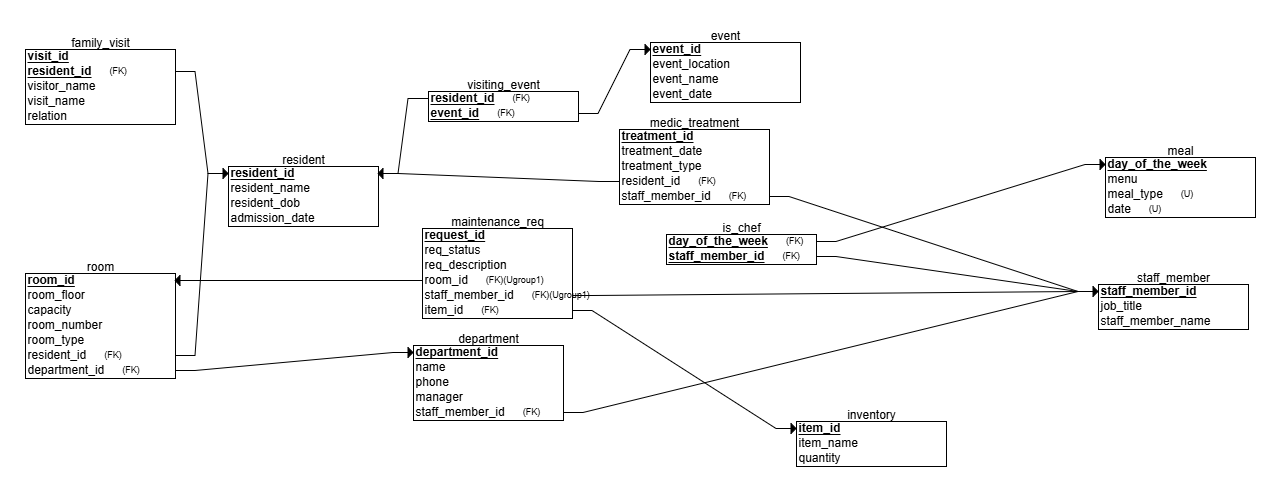 family_visit
visit_id
resident_id (FK)
visitor_name
visit_name
relation
event
event_id
event_location
event_name
event_date
visiting_event
resident_id (FK)
event_id (FK)
medic_treatment
treatment_id
treatment_date
treatment_type
resident_id (FK)
staff_member_id (FK)
resident
resident_id
resident_name
resident_dob
admission_date
meal
day_of_the_week
menu
meal_type (U)
date (U)
maintenance_req
request_id
req_status
req_description
room_id (FK)(Ugroup1)
staff_member_id (FK)(Ugroup1)
item_id (FK)
is_chef
day_of_the_week (FK)
staff_member_id (FK)
room
room_id
room_floor
capacity
room_number
room_type
resident_id (FK)
department_id (FK)
staff_member
staff_member_id
job_title
staff_member_name
department
department_id
name
phone
manager
staff_member_id (FK)
inventory
item_id
item_name
quantity